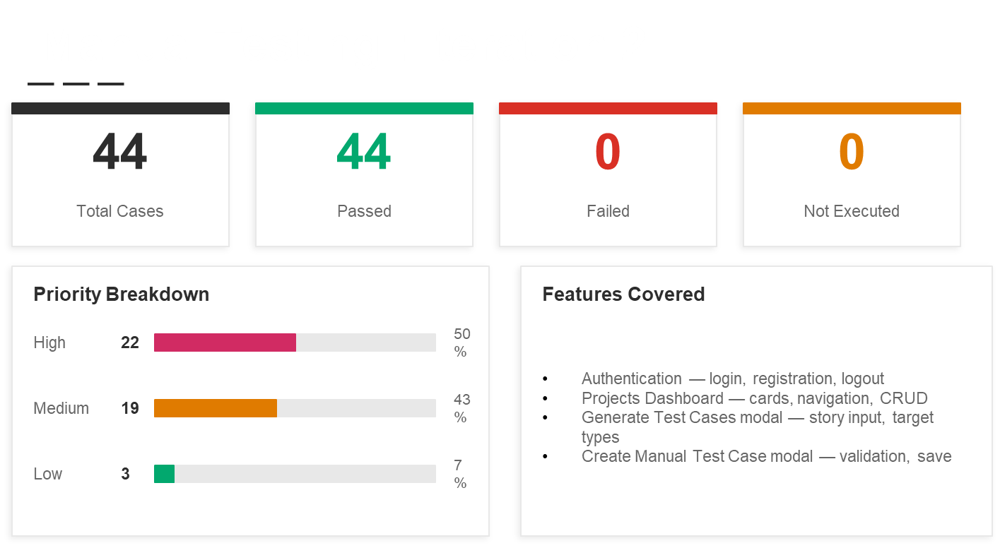 — — —
44
Total Cases
44
Passed
0
Failed
0
Not Executed
Priority Breakdown
High 22 50
%
Medium 19 43
%
Low 3 7
%
Features Covered
• Authentication — login, registration, logout
• Projects Dashboard — cards, navigation, CRUD
• Generate Test Cases modal — story input, target
types
• Create Manual Test Case modal — validation, save